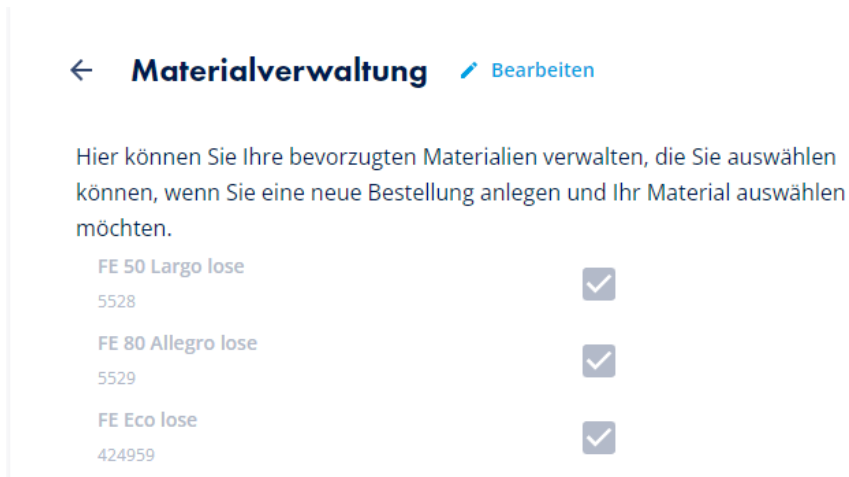 Materialverwaltung Bearbeiten
Hier können Sie Ihre bevorzugten Materialien verwalten, die Sie auswählen
können, wenn Sie eine neue Bestellung anlegen und Ihr Material auswählen
möchten.
FE 50 Largo lose
5528
FE 80 Allegro lose
5529
FE Eco lose
424959